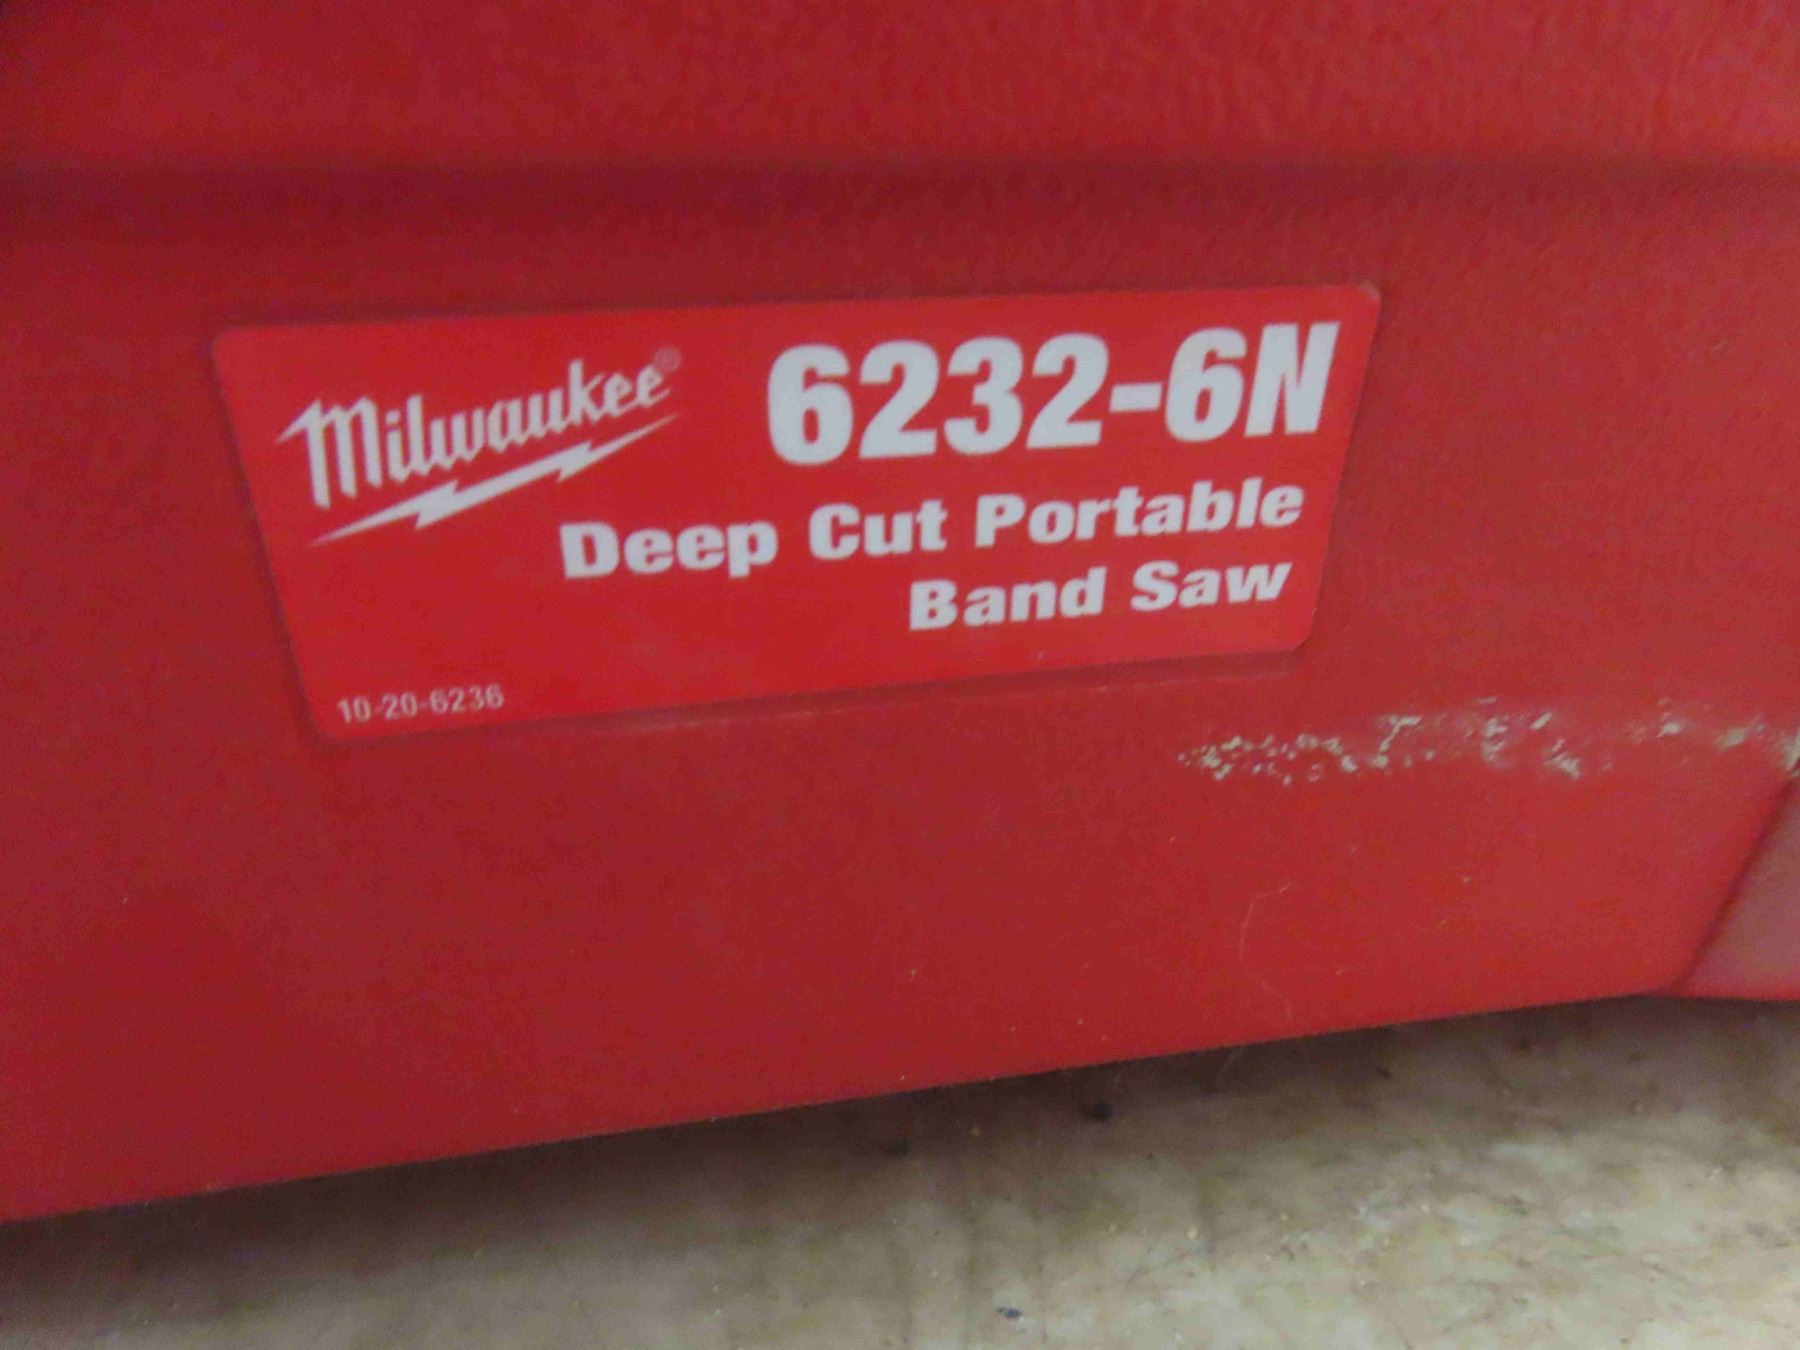 Milwaukee®
6232-6N
Deep Cut Portable
Band Saw
10-20-6236